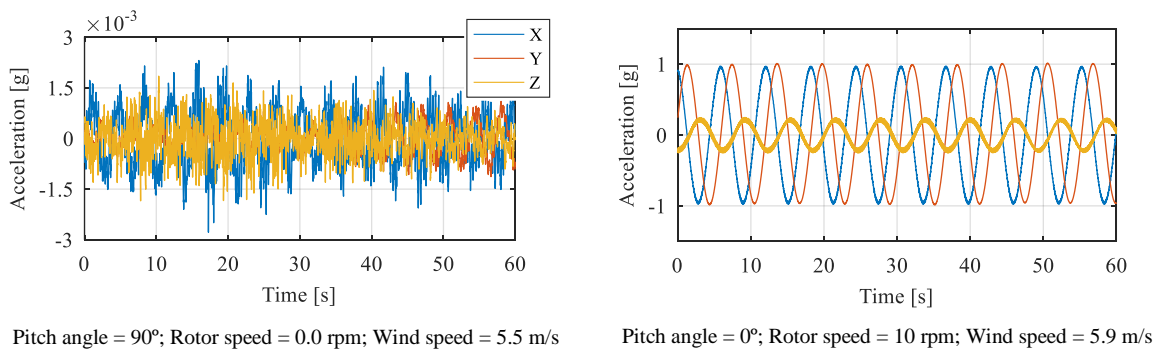 ×10⁻³
Acceleration [g]
3
1.5
0
-1.5
-3
X
Y
Z
0 10 20 30 40 50 60
Time [s]
Pitch angle = 90º; Rotor speed = 0.0 rpm; Wind speed = 5.5 m/s
Acceleration [g]
1
0
-1
0 10 20 30 40 50 60
Time [s]
Pitch angle = 0º; Rotor speed = 10 rpm; Wind speed = 5.9 m/s